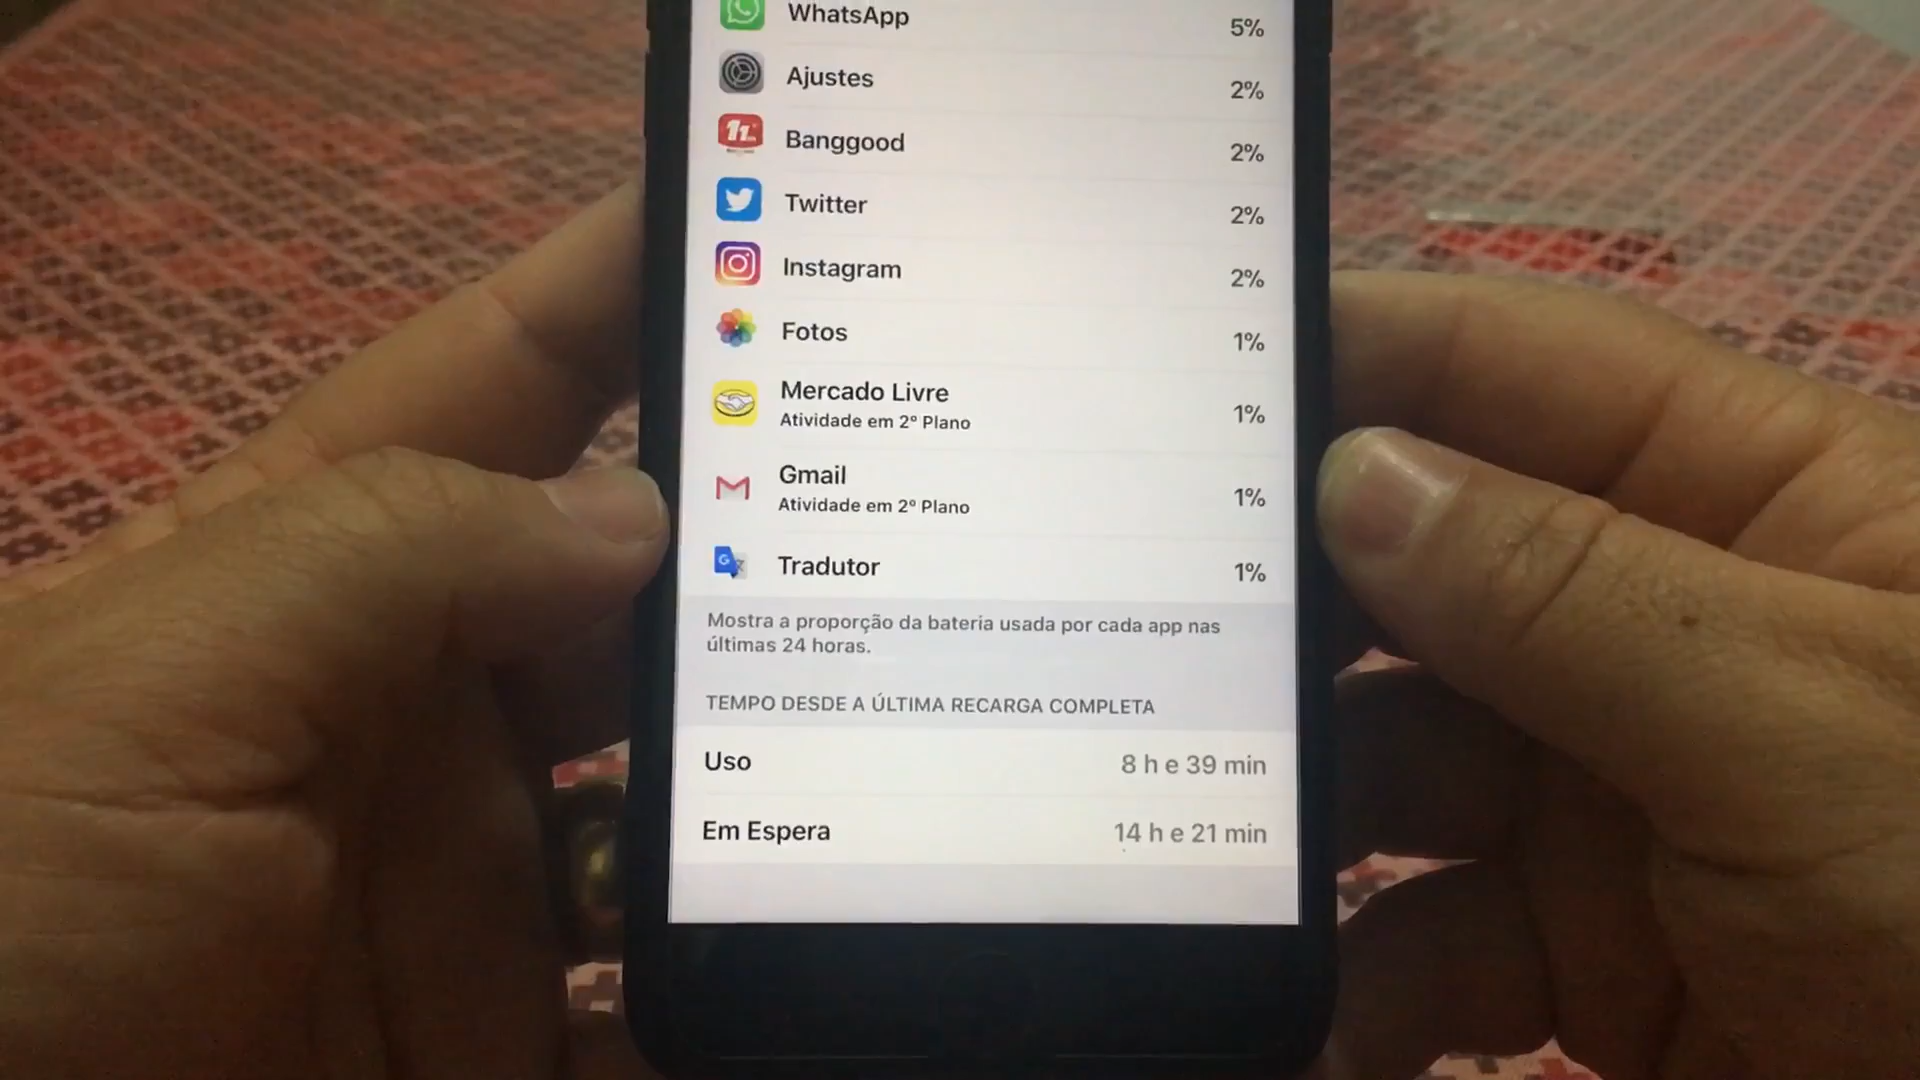 WhatsApp 5%
Ajustes 2%
Banggood 2%
Twitter 2%
Instagram 2%
Fotos 1%
Mercado Livre 1%
Atividade em 2º Plano
Gmail 1%
Atividade em 2º Plano
Tradutor 1%
Mostra a proporção da bateria usada por cada app nas
últimas 24 horas.
TEMPO DESDE A ÚLTIMA RECARGA COMPLETA
Uso 8 h e 39 min
Em Espera 14 h e 21 min